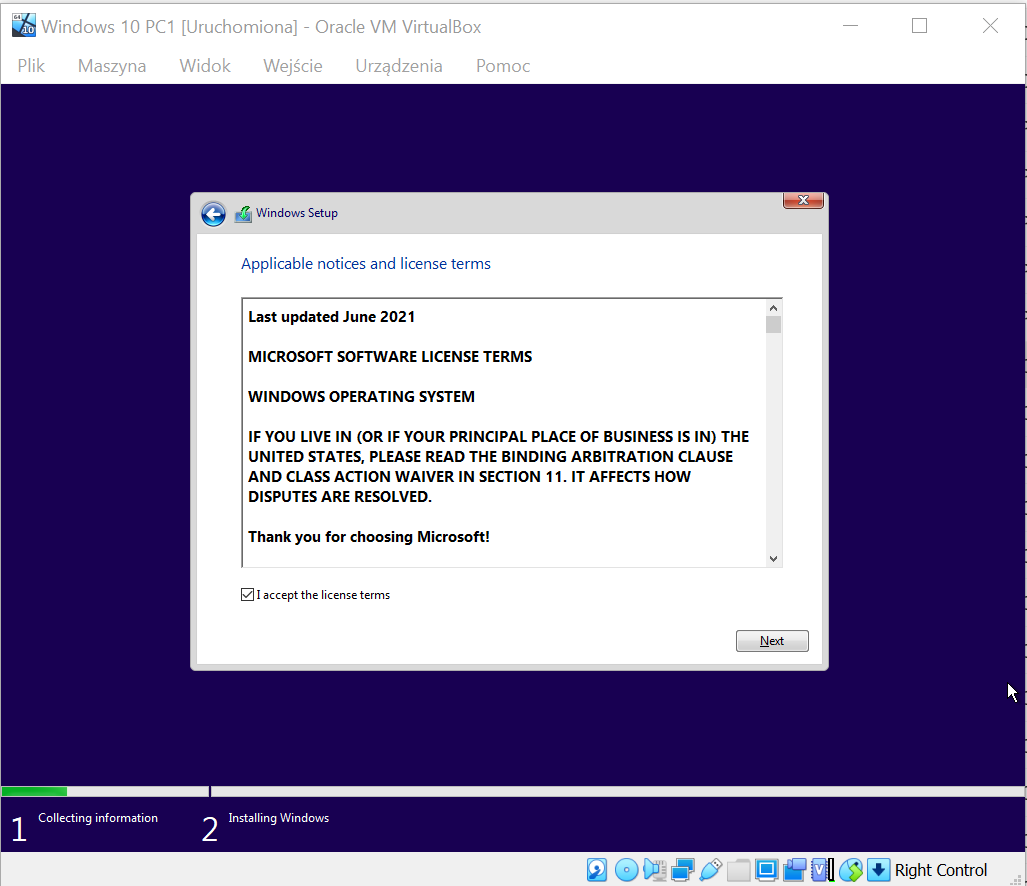 Windows 10 PC1 [Uruchomiona] - Oracle VM VirtualBox
Plik Maszyna Widok Wejście Urządzenia Pomoc
Windows Setup
Applicable notices and license terms
Last updated June 2021
MICROSOFT SOFTWARE LICENSE TERMS
WINDOWS OPERATING SYSTEM
IF YOU LIVE IN (OR IF YOUR PRINCIPAL PLACE OF BUSINESS IS IN) THE
UNITED STATES, PLEASE READ THE BINDING ARBITRATION CLAUSE
AND CLASS ACTION WAIVER IN SECTION 11. IT AFFECTS HOW
DISPUTES ARE RESOLVED.
Thank you for choosing Microsoft!
I accept the license terms
Next
1 Collecting information 2 Installing Windows
Right Control